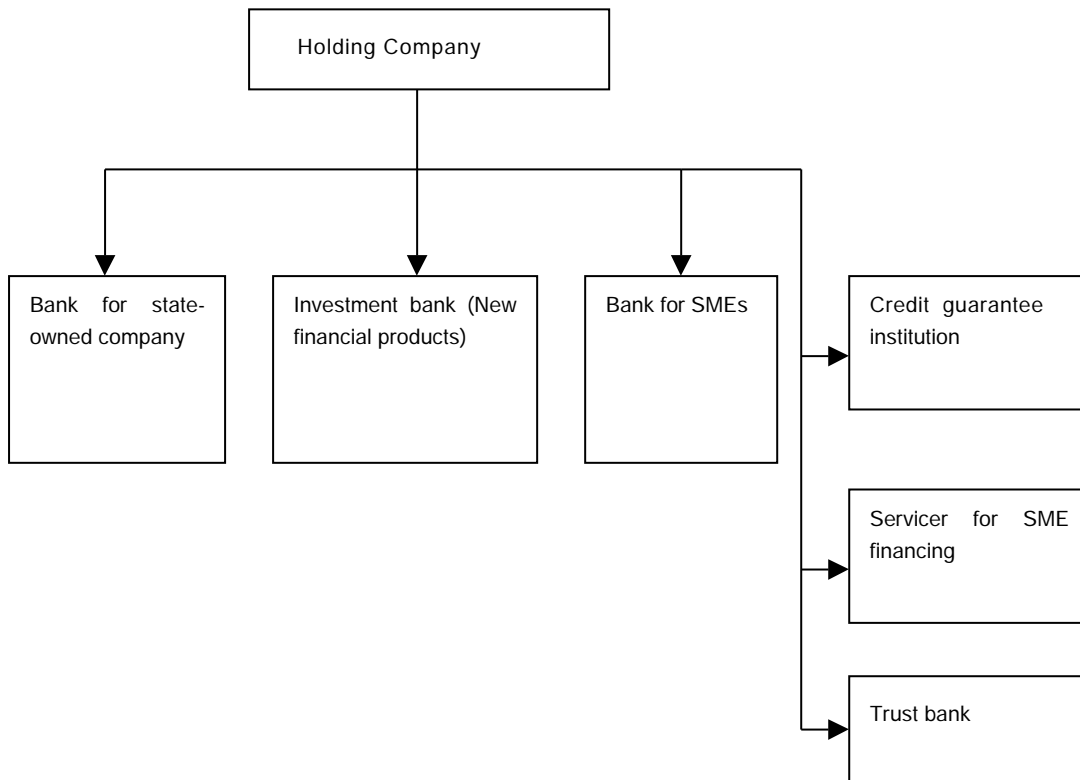 Holding Company
Bank for state-
owned company
Investment bank (New
financial products)
Bank for SMEs
Credit guarantee
institution
Servicer for SME
financing
Trust bank